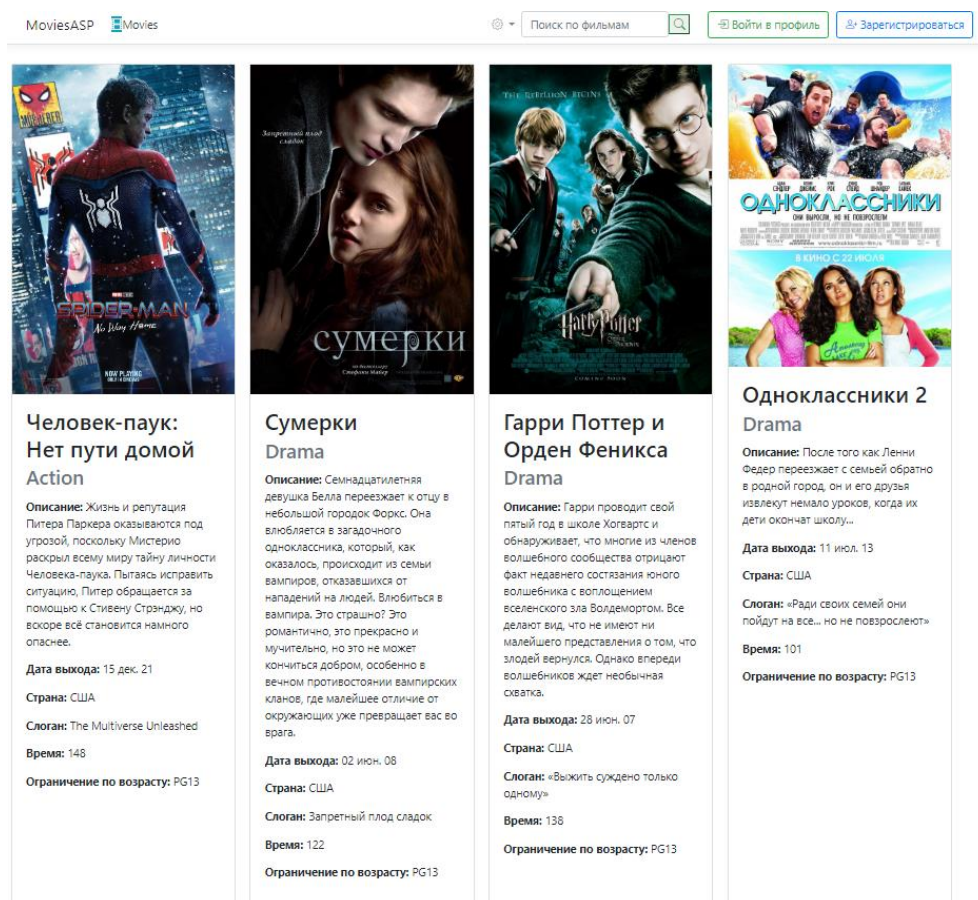 MoviesASP
Movies
Поиск по фильмам
Войти в профиль
Зарегистрироваться
SPIDER-MAN
No Way Home
NOW PLAYING
Запретный плод
сладок
сумерки
Стефани Майер
THE REBELLION BEGINS
Harry Potter
COMING SOON
ОДНОКЛАССНИКИ
ОНИ ВЫРОСЛИ, НО НЕ ПОВЗРОСЛЕЛИ
В КИНО С 22 ИЮЛЯ
Человек-паук:
Нет пути домой
Action
Описание: Жизнь и репутация
Питера Паркера оказываются под
угрозой, поскольку Мистерио
раскрыл всему миру тайну личности
Человека-паука. Пытаясь исправить
ситуацию, Питер обращается за
помощью к Стивену Стрэнджу, но
вскоре всё становится намного
опаснее.
Дата выхода: 15 дек. 21
Страна: США
Слоган: The Multiverse Unleashed
Время: 148
Ограничение по возрасту: PG13
Сумерки
Drama
Описание: Семнадцатилетняя
девушка Белла переезжает к отцу в
небольшой городок Форкс. Она
влюбляется в загадочного
одноклассника, который, как
оказалось, происходит из семьи
вампиров, отказавшихся от
нападений на людей. Влюбиться в
вампира. Это страшно? Это
романтично, это прекрасно и
мучительно, но это не может
кончиться добром, особенно в
вечном противостоянии вампирских
кланов, где малейшее отличие от
окружающих уже превращает вас во
врага.
Дата выхода: 02 июн. 08
Страна: США
Слоган: Запретный плод сладок
Время: 122
Ограничение по возрасту: PG13
Гарри Поттер и
Орден Феникса
Drama
Описание: Гарри проводит свой
пятый год в школе Хогвартс и
обнаруживает, что многие из членов
волшебного сообщества отрицают
факт недавнего состязания юного
волшебника с воплощением
вселенского зла Волдемортом. Все
делают вид, что не имеют ни
малейшего представления о том, что
злодей вернулся. Однако впереди
волшебников ждет необычная
схватка.
Дата выхода: 28 июн. 07
Страна: США
Слоган: «Выжить суждено только
одному»
Время: 138
Ограничение по возрасту: PG13
Одноклассники 2
Drama
Описание: После того как Ленни
Федер переезжает с семьей обратно
в родной город, он и его друзья
извлекут немало уроков, когда их
дети окончат школу...
Дата выхода: 11 июл. 13
Страна: США
Слоган: «Ради своих семей они
пойдут на все... но не повзрослеют»
Время: 101
Ограничение по возрасту: PG13